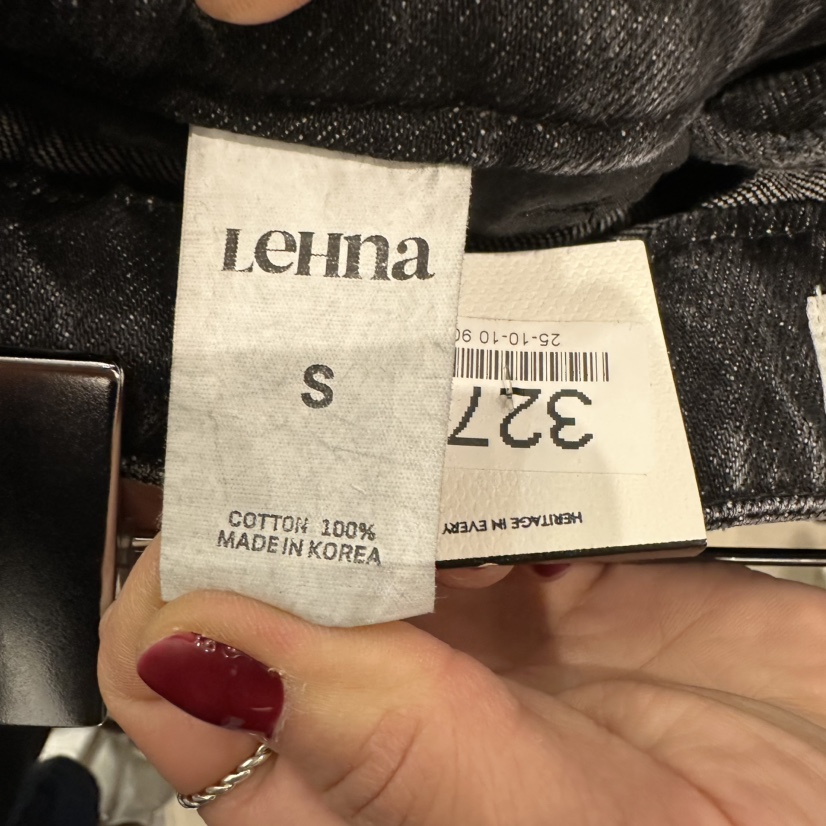 LeHna
S
COTTON 100%
MADE IN KOREA
25-10-10 90
327
HERITAGE IN EVERY